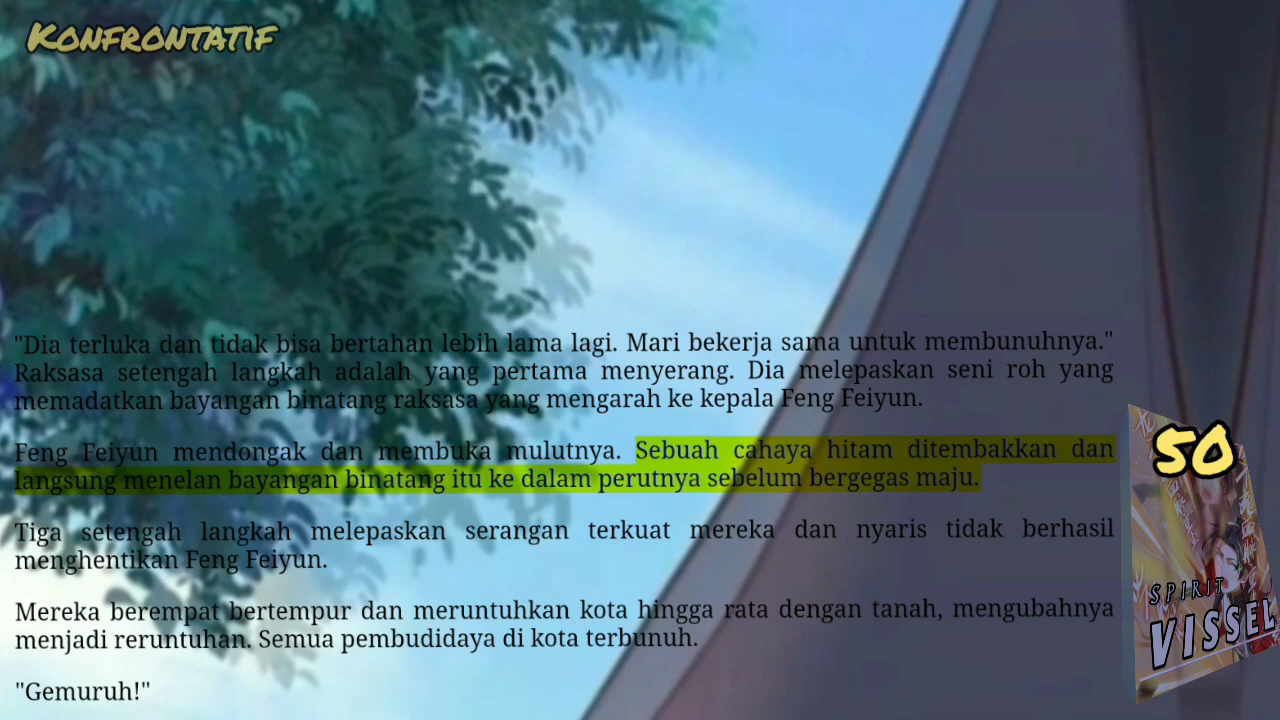 KONFRONTATIF
"Dia terluka dan tidak bisa bertahan lebih lama lagi. Mari bekerja sama untuk membunuhnya."
Raksasa setengah langkah adalah yang pertama menyerang. Dia melepaskan seni roh yang
memadatkan bayangan binatang raksasa yang mengarah ke kepala Feng Feiyun.
Feng Feiyun mendongak dan membuka mulutnya. Sebuah cahaya hitam ditembakkan dan
langsung menelan bayangan binatang itu ke dalam perutnya sebelum bergegas maju.
Tiga setengah langkah melepaskan serangan terkuat mereka dan nyaris tidak berhasil
menghentikan Feng Feiyun.
Mereka berempat bertempur dan meruntuhkan kota hingga rata dengan tanah, mengubahnya
menjadi reruntuhan. Semua pembudidaya di kota terbunuh.
"Gemuruh!"
50
SPIRIT
VISSEL